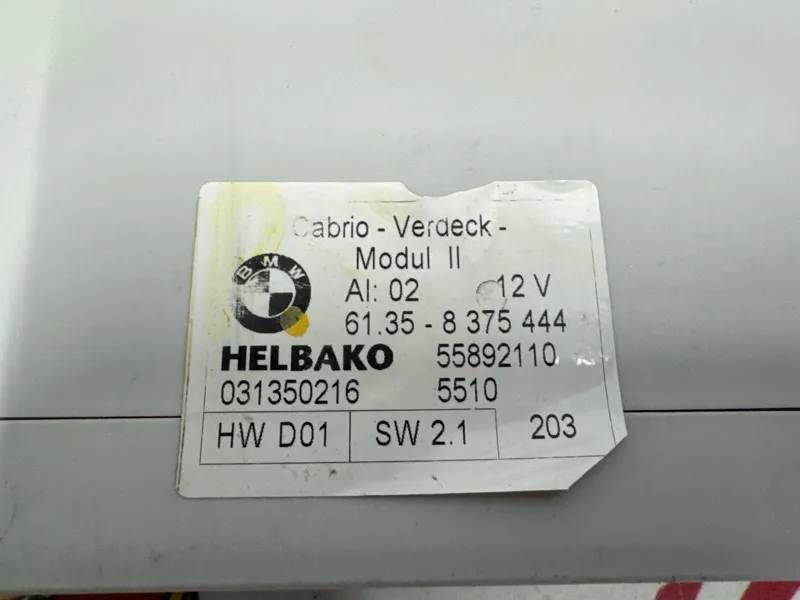 Cabrio - Verdeck -
Modul II
BMW
AI: 02 12 V
61.35 - 8 375 444
HELBAKO 55892110
031350216 5510
HW D01 SW 2.1 203